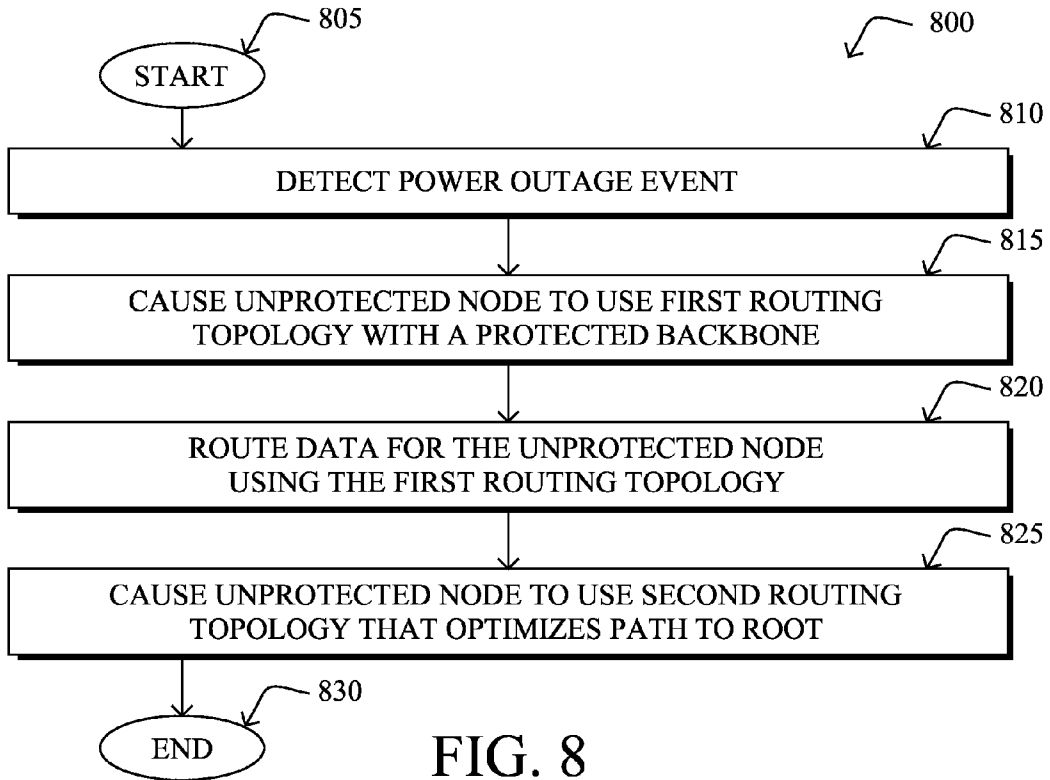 805
800
START
810
DETECT POWER OUTAGE EVENT
815
CAUSE UNPROTECTED NODE TO USE FIRST ROUTING
TOPOLOGY WITH A PROTECTED BACKBONE
820
ROUTE DATA FOR THE UNPROTECTED NODE
USING THE FIRST ROUTING TOPOLOGY
825
CAUSE UNPROTECTED NODE TO USE SECOND ROUTING
TOPOLOGY THAT OPTIMIZES PATH TO ROOT
830
END
FIG. 8